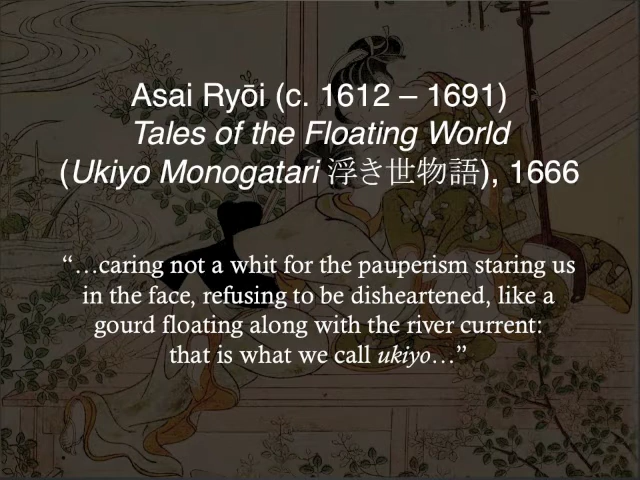 Asai Ryōi (c. 1612 – 1691)
Tales of the Floating World
(Ukiyo Monogatari 浮き世物語), 1666
“…caring not a whit for the pauperism staring us
in the face, refusing to be disheartened, like a
gourd floating along with the river current:
that is what we call ukiyo…”